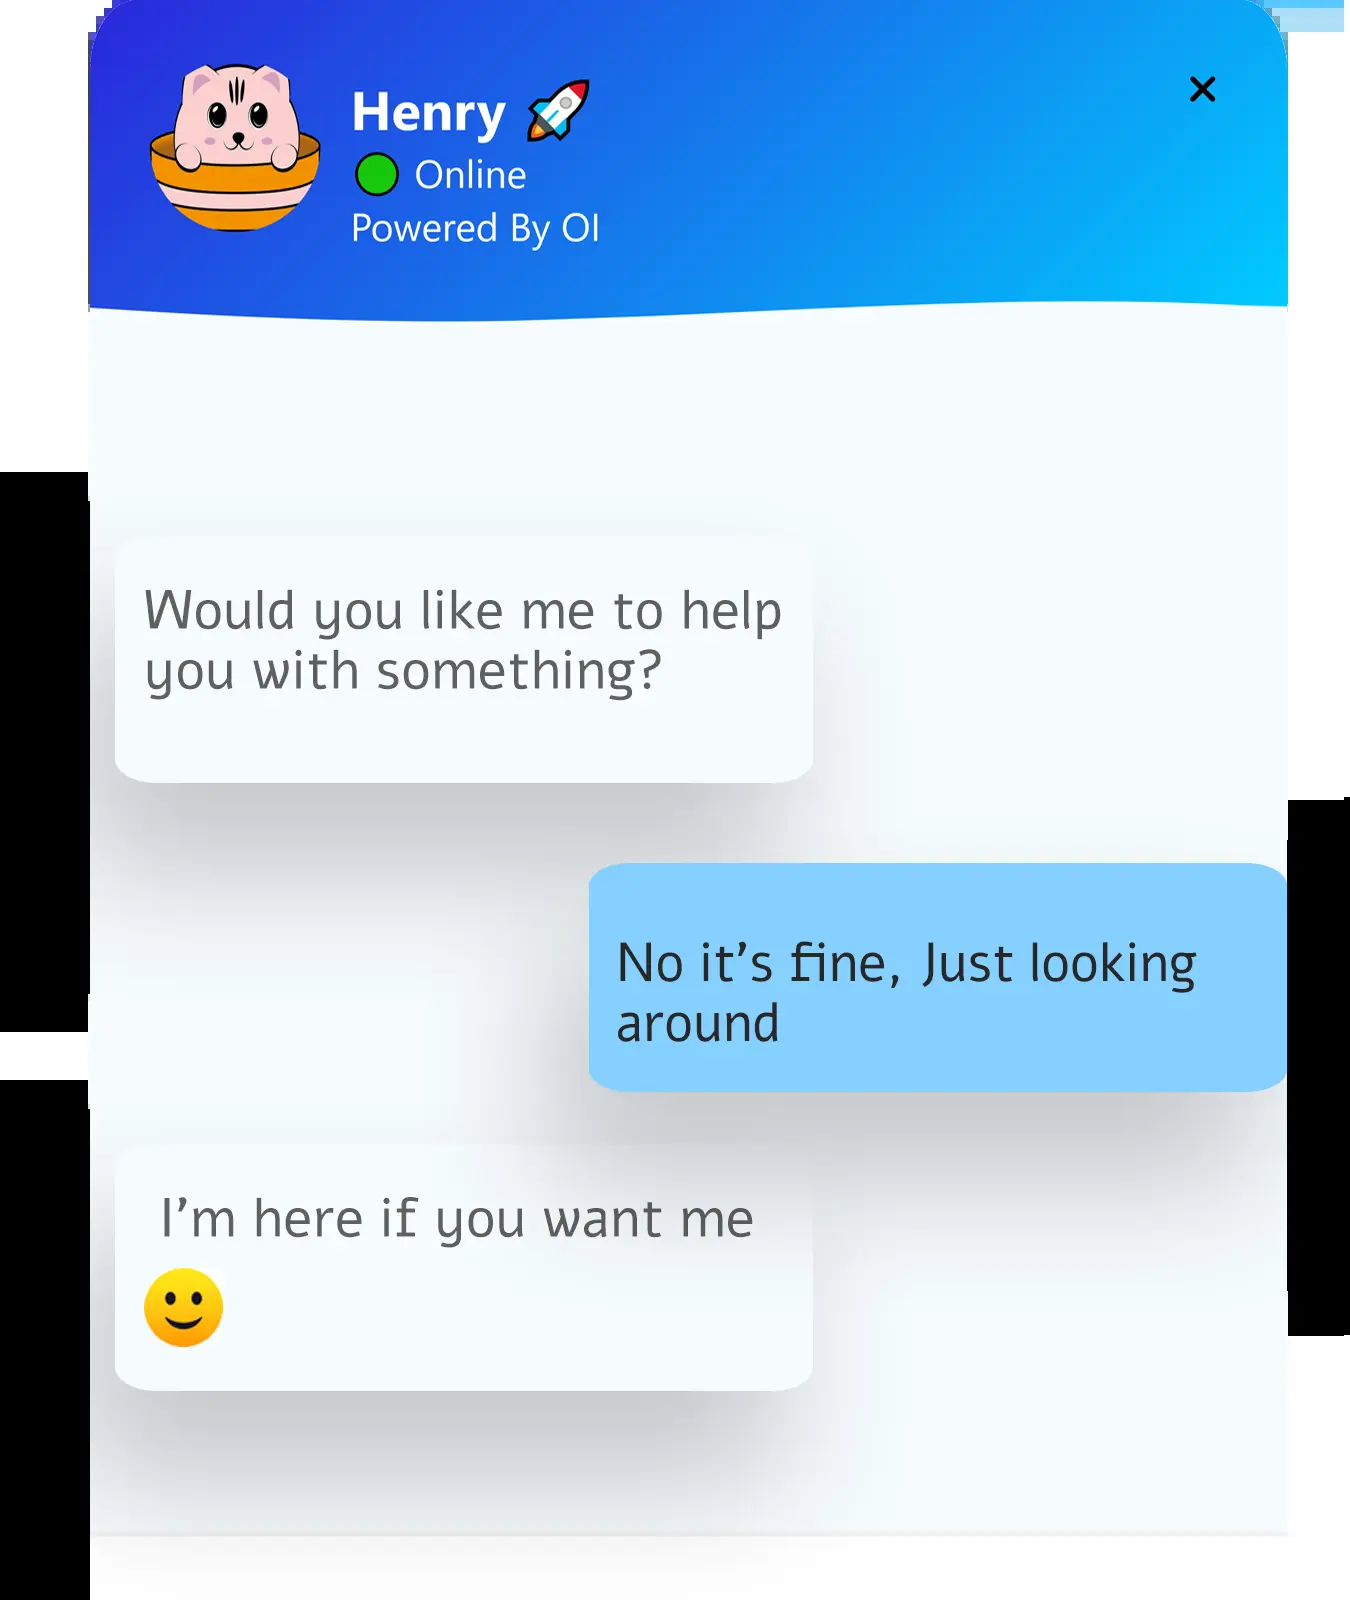 Henry 🚀
Online
Powered By OI
Would you like me to help
you with something?
No it's fine, Just looking
around
I'm here if you want me
🙂